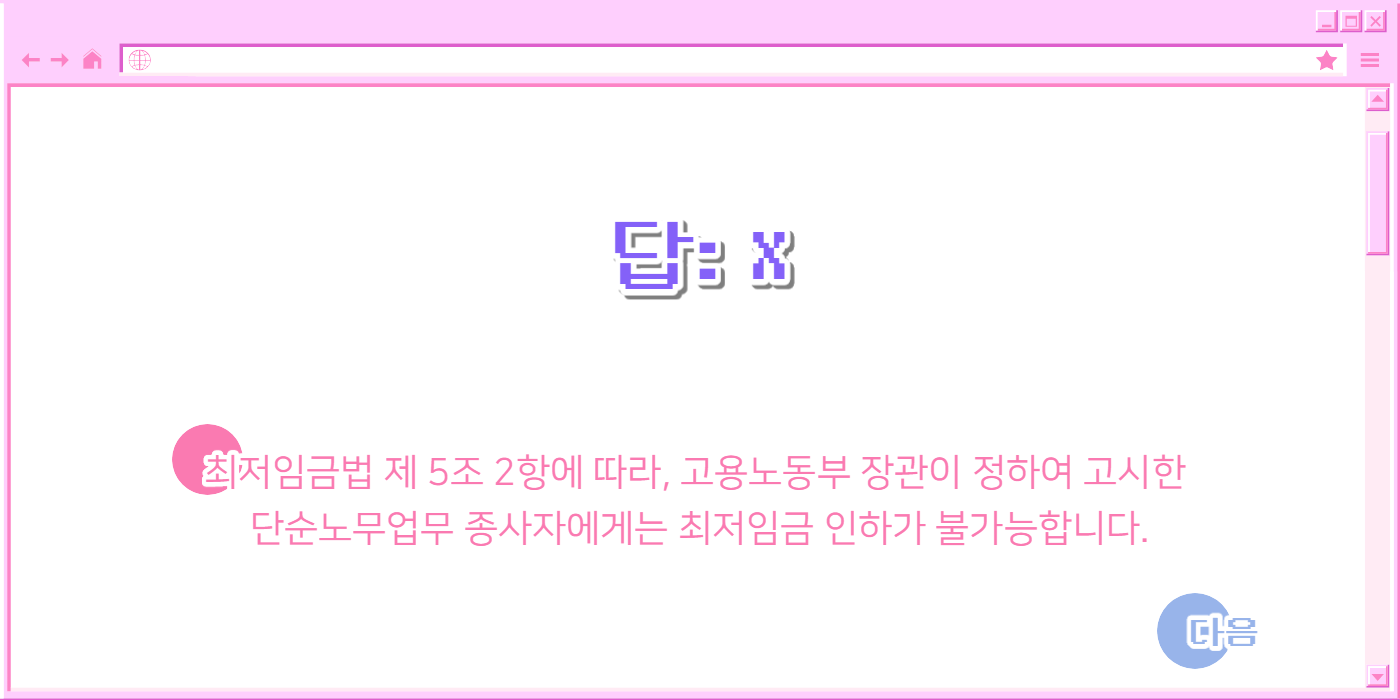 답: X
최저임금법 제 5조 2항에 따라, 고용노동부 장관이 정하여 고시한
단순노무업무 종사자에게는 최저임금 인하가 불가능합니다.
다음